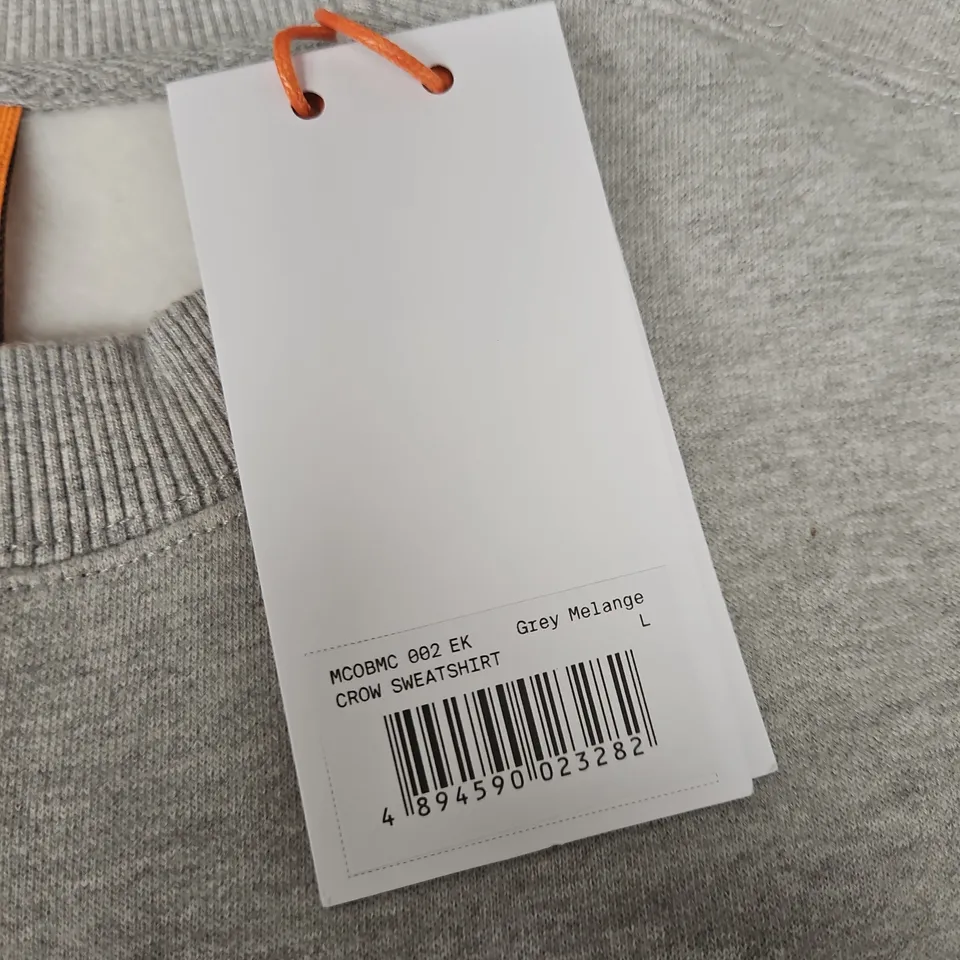 MCOBMC 002 EK Grey Melange
CROW SWEATSHIRT L
4 894590 023282